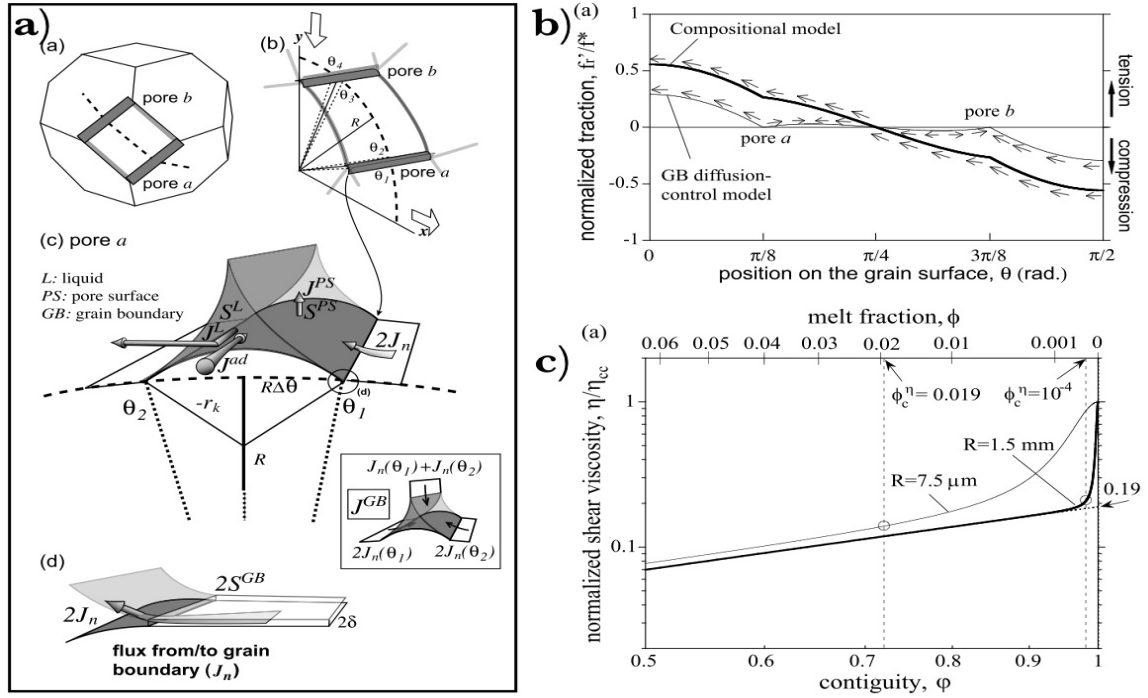 a)
(a)
pore b
pore a
(b)
y
θ4
θ3
R
θ2
θ1
x
pore b
pore a
(c) pore a
L: liquid
PS: pore surface
GB: grain boundary
S^L
J^L
J^ad
J^PS
S^PS
2J_n
RΔθ
(d)
θ2
-r_k
θ1
R
J_n(θ1)+J_n(θ2)
J^GB
2J_n(θ1)
2J_n(θ2)
(d)
2S^GB
2J_n
2δ
flux from/to grain
boundary (J_n)
b)
(a)
normalized traction, f_r'/f*
1
0.5
0
-0.5
-1
Compositional model
pore a
pore b
GB diffusion-
control model
tension
compression
0
π/8
π/4
3π/8
π/2
position on the grain surface, θ (rad.)
c)
(a)
melt fraction, ϕ
0.06
0.05
0.04
0.03
0.02
0.01
0.001
0
normalized shear viscosity, η/η_cc
1
0.1
ϕ_c^η = 0.019
ϕ_c^η=10^-4
R=1.5 mm
R=7.5 μm
0.19
0.5
0.6
0.7
0.8
0.9
1
contiguity, φ